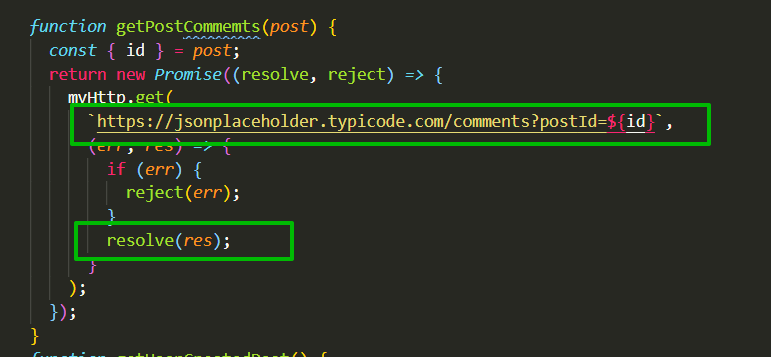 function getPostCommemts(post) {
const { id } = post;
return new Promise((resolve, reject) => {
myHttp.get(
`https://jsonplaceholder.typicode.com/comments?postId=${id}`,
(err, res) => {
if (err) {
reject(err);
}
resolve(res);
}
);
});
}
function getUserCreatedPost() {